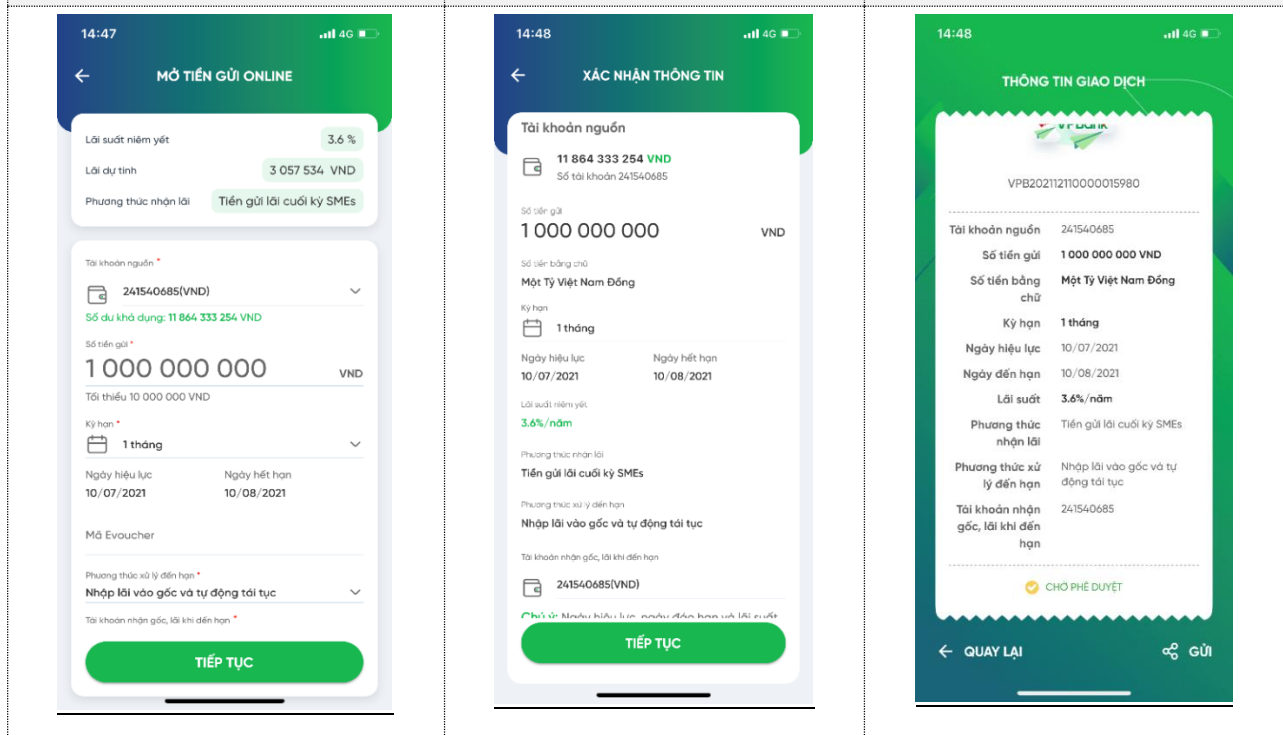 14:47
4G
MỞ TIỀN GỬI ONLINE
Lãi suất niêm yết
3.6 %
Lãi dự tính
3 057 534 VND
Phương thức nhận lãi
Tiền gửi lãi cuối kỳ SMEs
Tài khoản nguồn *
241540685(VND)
Số dư khả dụng: 11 864 333 254 VND
Số tiền gửi *
1 000 000 000
VND
Tối thiểu 10 000 000 VND
Kỳ hạn *
1 tháng
Ngày hiệu lực
Ngày hết hạn
10/07/2021
10/08/2021
Mã Evoucher
Phương thức xử lý đến hạn *
Nhập lãi vào gốc và tự động tái tục
Tài khoản nhận gốc, lãi khi đến hạn *
TIẾP TỤC
14:48
4G
XÁC NHẬN THÔNG TIN
Tài khoản nguồn
11 864 333 254 VND
Số tài khoản 241540685
Số tiền gửi
1 000 000 000
VND
Số tiền bằng chữ
Một Tỷ Việt Nam Đồng
Kỳ hạn
1 tháng
Ngày hiệu lực
Ngày hết hạn
10/07/2021
10/08/2021
Lãi suất niêm yết
3.6%/năm
Phương thức nhận lãi
Tiền gửi lãi cuối kỳ SMEs
Phương thức xử lý đến hạn
Nhập lãi vào gốc và tự động tái tục
Tài khoản nhận gốc, lãi khi đến hạn
241540685(VND)
Chú ý: Ngày hiệu lực, ngày đáo hạn và lãi suất
TIẾP TỤC
14:48
4G
THÔNG TIN GIAO DỊCH
VPBank
VPB202112110000015980
Tài khoản nguồn
241540685
Số tiền gửi
1 000 000 000 VND
Số tiền bằng
chữ
Một Tỷ Việt Nam Đồng
Kỳ hạn
1 tháng
Ngày hiệu lực
10/07/2021
Ngày đến hạn
10/08/2021
Lãi suất
3.6%/năm
Phương thức
nhận lãi
Tiền gửi lãi cuối kỳ SMEs
Phương thức xử
lý đến hạn
Nhập lãi vào gốc và tự
động tái tục
Tài khoản nhận
gốc, lãi khi đến
hạn
241540685
CHỜ PHÊ DUYỆT
QUAY LẠI
GỬI